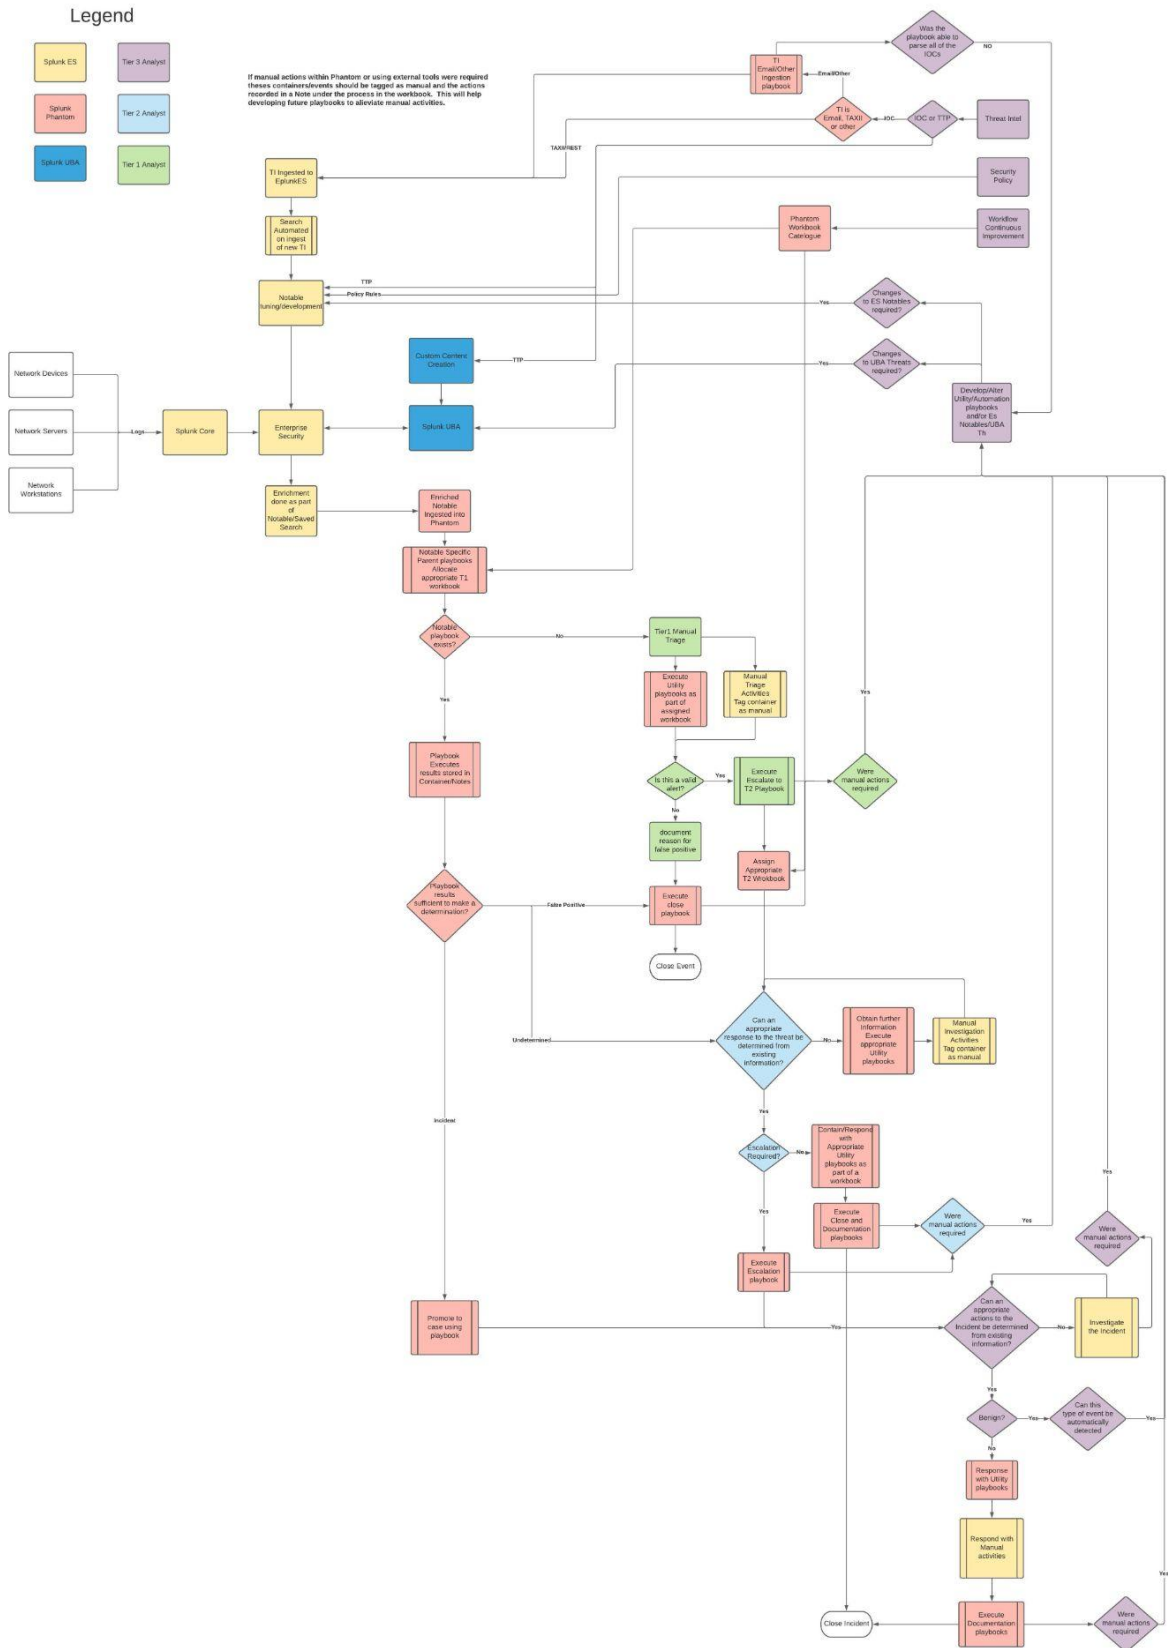 Legend
Splunk ES
Tier 3 Analyst
Splunk
Phantom
Tier 2 Analyst
Splunk UBA
Tier 1 Analyst
If manual actions within Phantom or using external tools were required
theses containers/events should be tagged as manual and the actions
recorded in a Note under the process in the workbook. This will help
developing future playbooks to alieviate manual activities.
Was the
playbook able to
parse all of the
IOCs
NO
TI
Email/Other
Ingestion
playbook
Email/Other
TI is
Email, TAXII
or other
IOC
IOC or TTP
Threat Intel
TAXII/REST
TI Ingested to
EplunkES
Security
Policy
Search
Automated
on ingest
of new TI
Phantom
Workbook
Catelogue
Workflow
Continuous
Improvement
Notable
tuning/development
TTP
Policy Rules
Yes
Changes
to ES Notables
required?
Custom Content
Creation
TTP
Yes
Changes
to UBA Threats
required?
Develop/Alter
Utility/Automation
playbooks
and/or Es
Notables/UBA
Th
Network Devices
Network Servers
Network
Workstations
Logs
Splunk Core
Enterprise
Security
Splunk UBA
Enrichment
done as part
of
Notable/Saved
Search
Enriched
Notable
Ingested into
Phantom
Notable Specific
Parent playbooks
Allocale
appropriate T1
workbook
Notable
playbook
exists?
No
Tier1 Manual
Triage
Execute
Utility
playbooks as
part of
assigned
workbook
Manual
Triage
Activities
Tag container
as manual
Yes
Yes
Playbook
Executes
results stored in
Container/Notes
Is this a valid
alert?
Yes
Execute
Escalate to
T2 Playbook
Were
manual actions
required
No
document
reason for
false positive
Assign
Appropriate
T2 Wrokbook
Playbook
results
sufficient to make a
determination?
False Positive
Execute
close
playbook
Close Event
Undetermined
Can an
appropriate
response to the threat be
determined from
existing
information?
No
Obtain further
Information
Execute
appropriate
Utility
playbooks
Manual
Investigation
Activities
Tag container
as manual
Incident
Yes
Escalation
Required?
No
Contain/Respond
with
Appropriate
Utility
playbooks as
part of a
workbook
Yes
Yes
Execute
Close and
Documentation
playbooks
Were
manual actions
required
Yes
Were
manual actions
required
Execute
Escalation
playbook
Promote to
case using
playbook
Yes
Can an
appropriate
actions to the
Incident be determined
from existing
information?
No
Investigate
the Incident
Yes
Benign?
Yes
Can this
type of event be
automatically
detected
Yes
No
Response
with Utility
playbooks
Respond with
Manual
activities
Yes
Close Incident
Execute
Documentation
playbooks
Were
manual actions
required